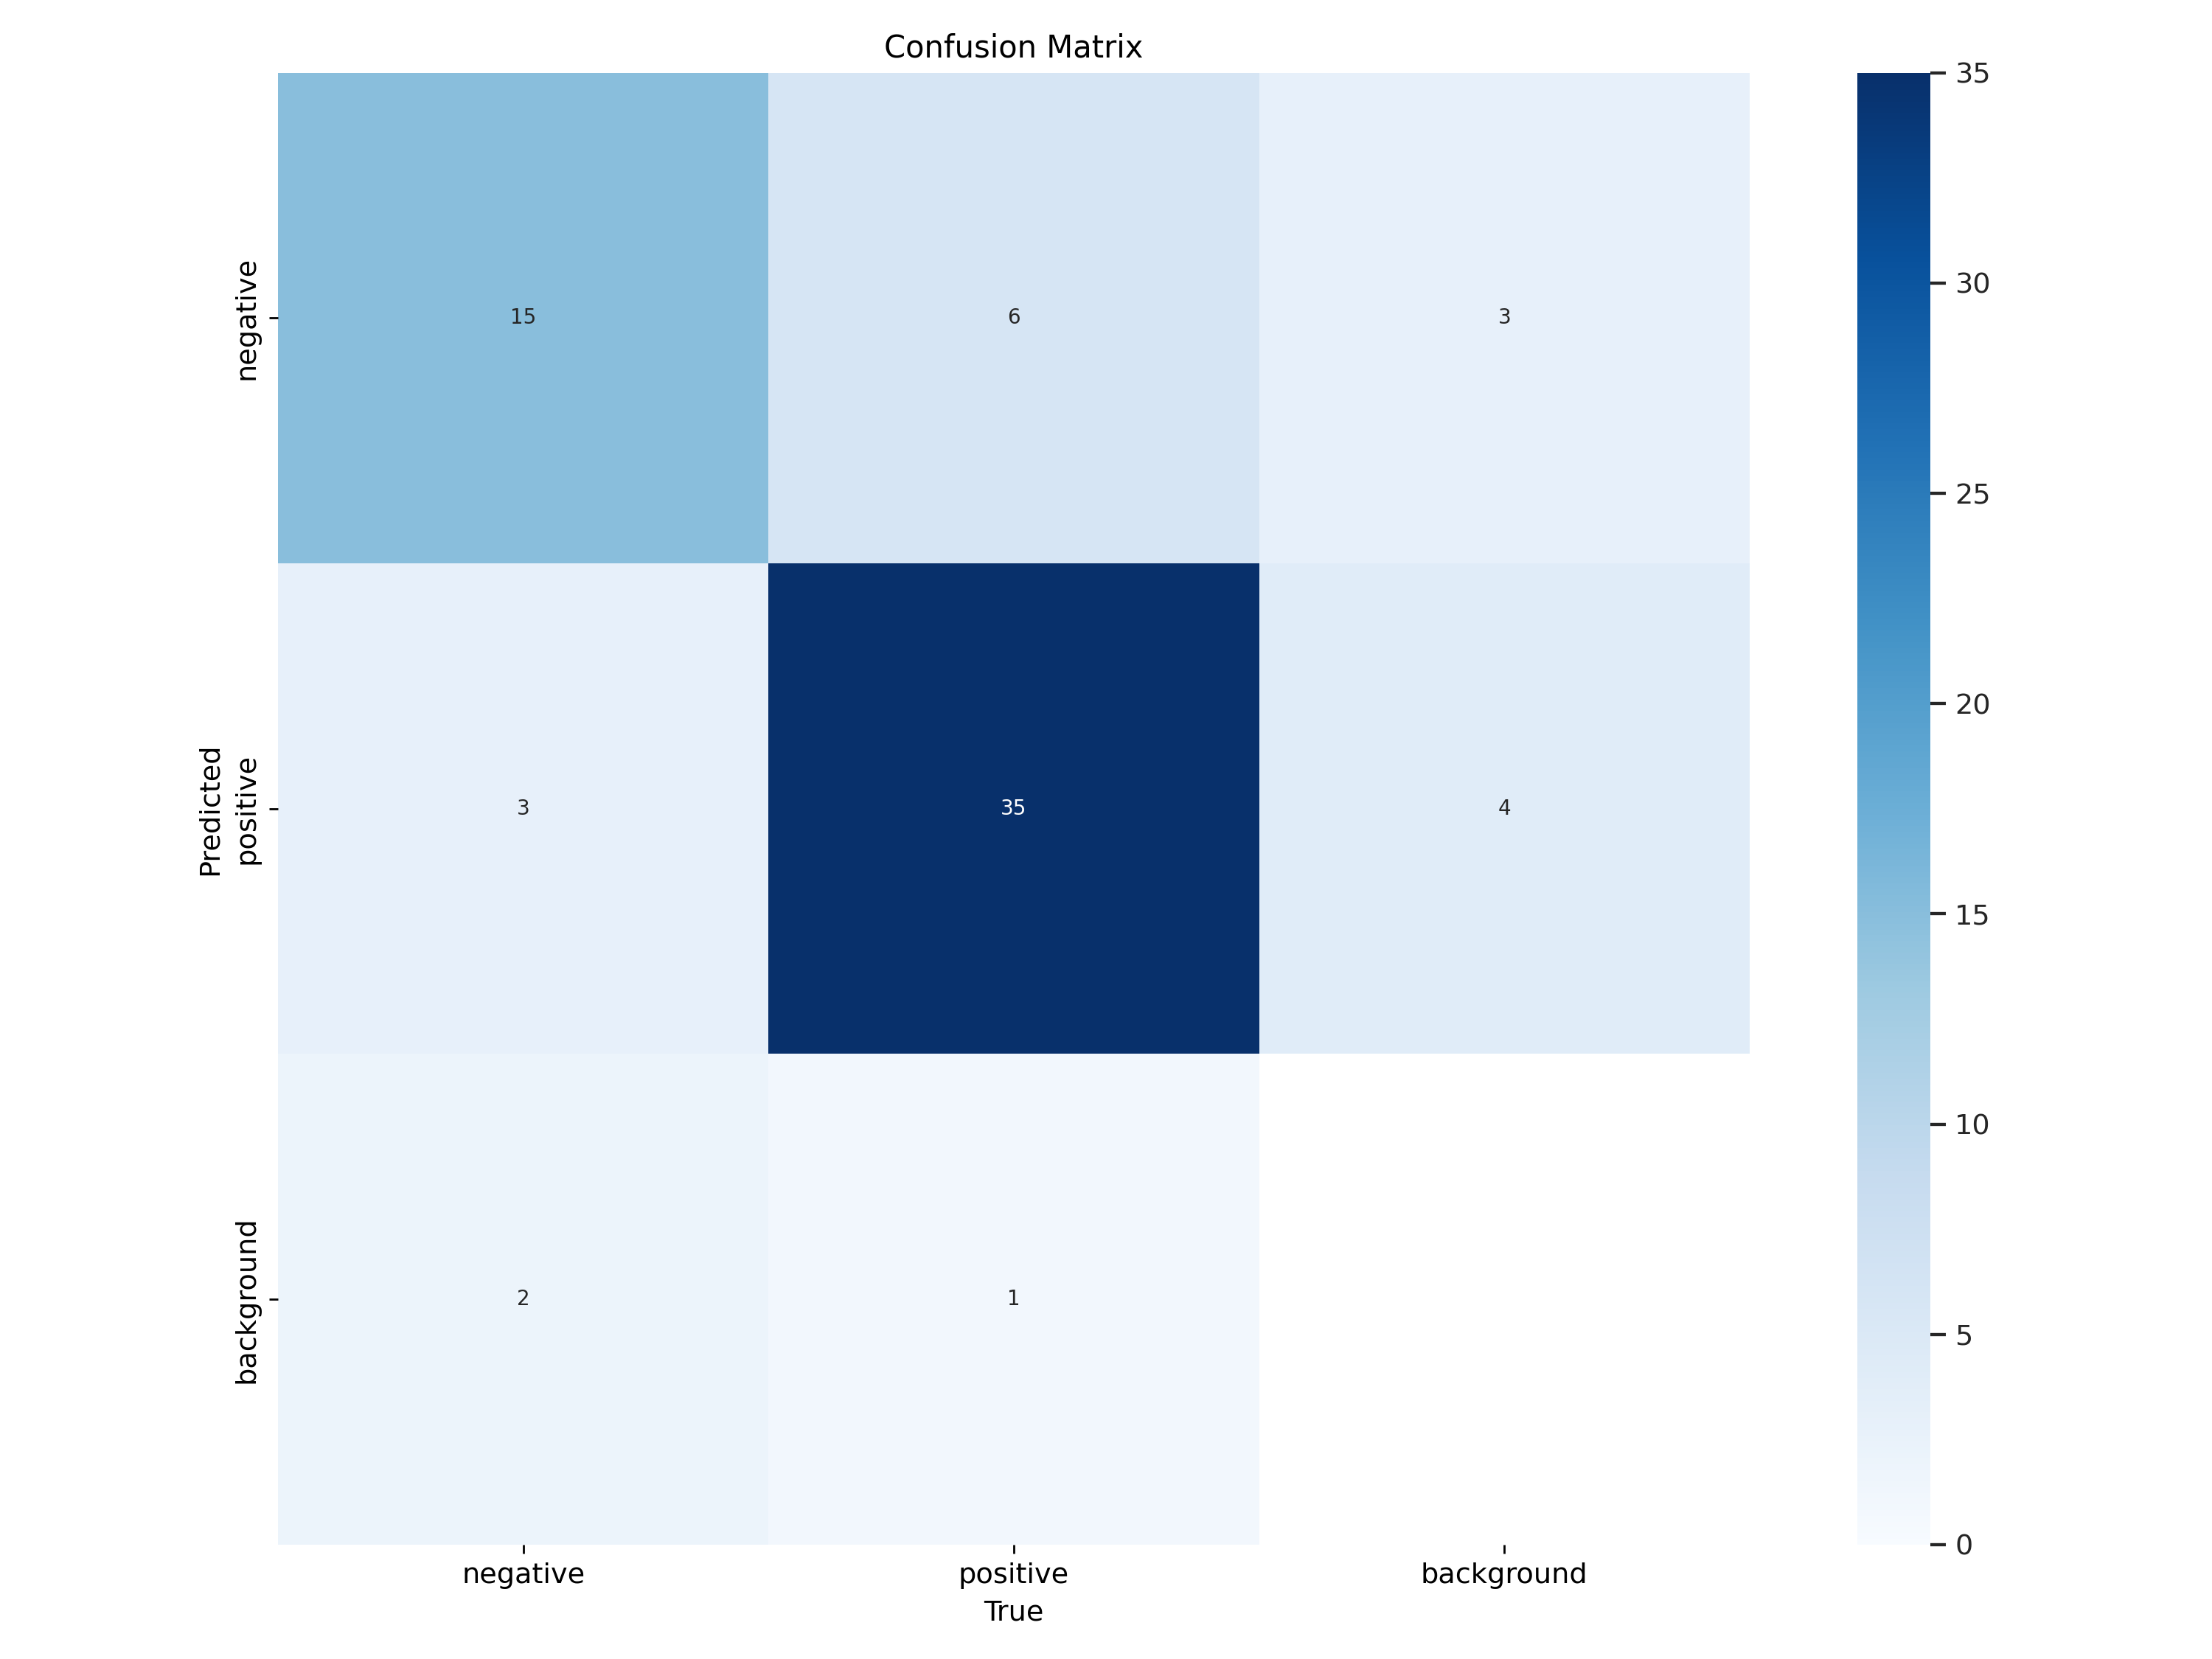 Confusion Matrix
35
30
25
20
15
10
5
0
negative
15 6 3
Predicted
positive
3 35 4
background
2 1
negative positive background
True